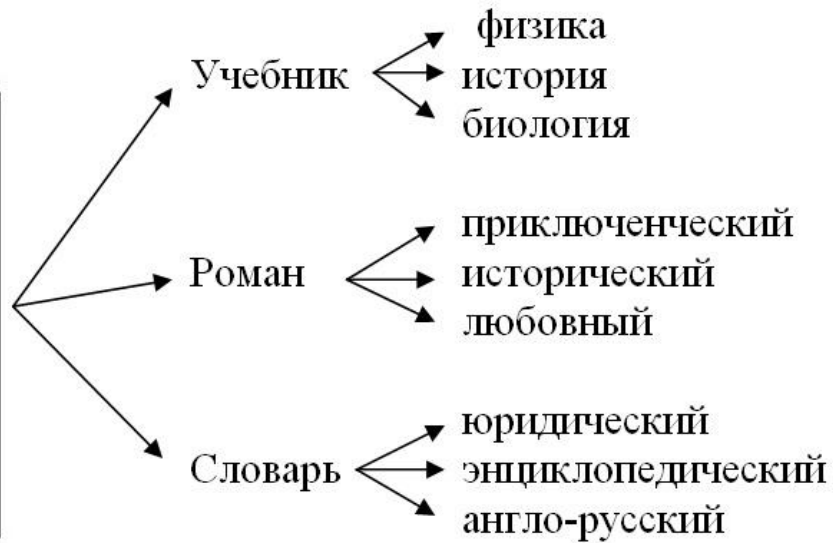 Учебник
физика
история
биология
Роман
приключенческий
исторический
любовный
Словарь
юридический
энциклопедический
англо-русский